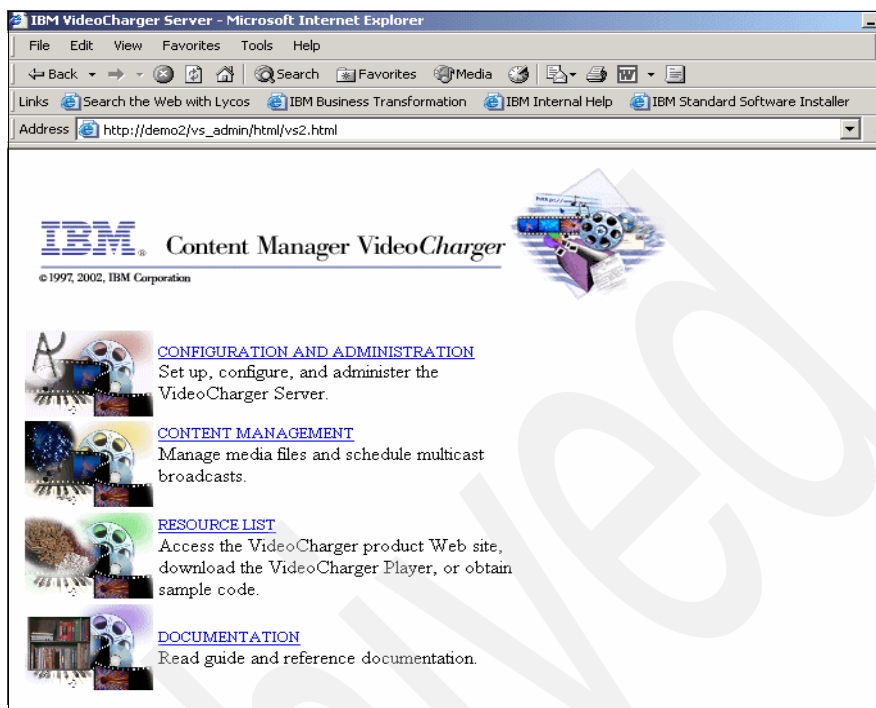 IBM VideoCharger Server - Microsoft Internet Explorer
File Edit View Favorites Tools Help
Back Search Favorites Media
Links Search the Web with Lycos IBM Business Transformation IBM Internal Help IBM Standard Software Installer
Address http://demo2/vs_admin/html/vs2.html
IBM® Content Manager VideoCharger
©1997, 2002, IBM Corporation
CONFIGURATION AND ADMINISTRATION
Set up, configure, and administer the
VideoCharger Server.
CONTENT MANAGEMENT
Manage media files and schedule multicast
broadcasts.
RESOURCE LIST
Access the VideoCharger product Web site,
download the VideoCharger Player, or obtain
sample code.
DOCUMENTATION
Read guide and reference documentation.